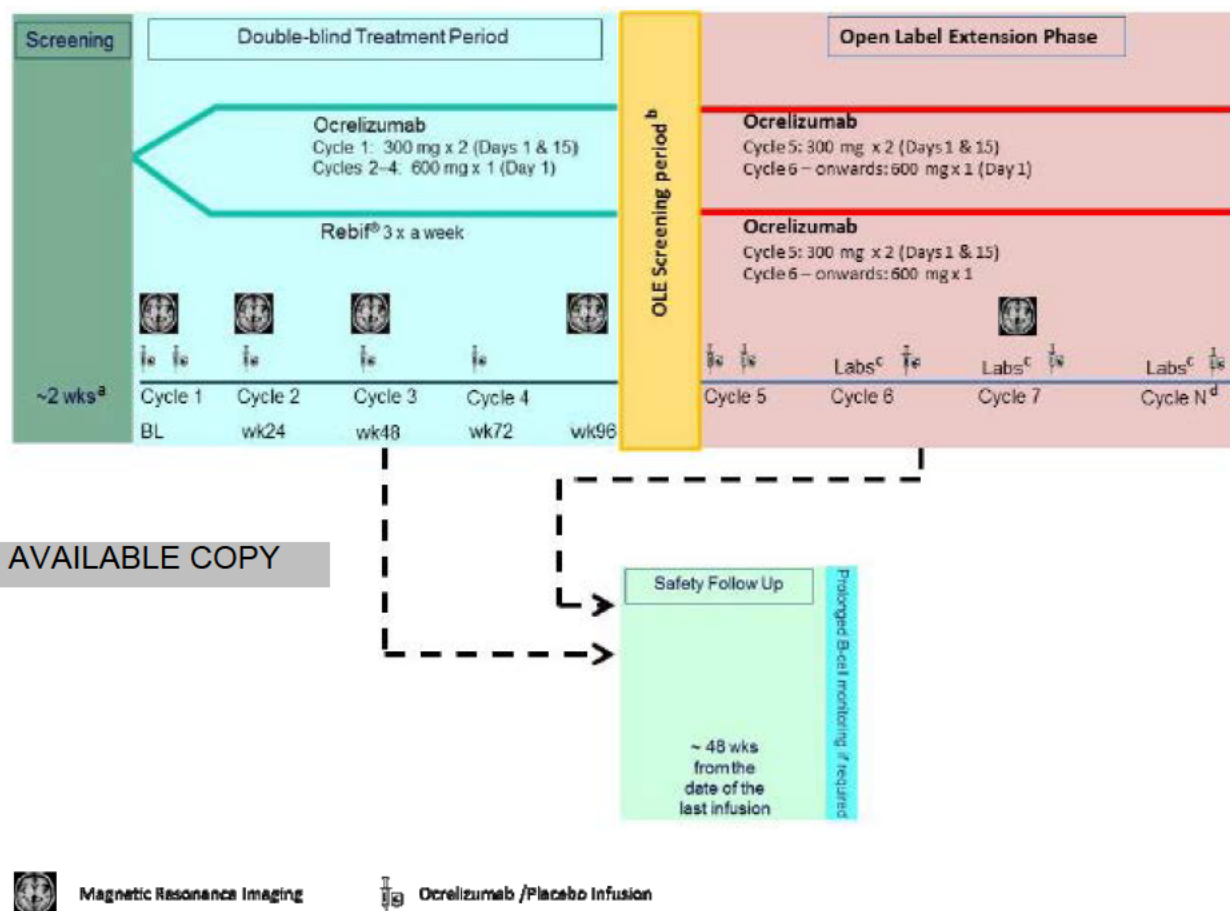 Screening
Double-blind Treatment Period
Ocrelizumab
Cycle 1: 300 mg x 2 (Days 1 & 15)
Cycles 2–4: 600 mg x 1 (Day 1)
Rebif® 3 x a week
~2 wksᵃ
Cycle 1
Cycle 2
Cycle 3
Cycle 4
BL
wk24
wk48
wk72
wk96
OLE Screening period ᵇ
Open Label Extension Phase
Ocrelizumab
Cycle 5: 300 mg x 2 (Days 1 & 15)
Cycle 6 – onwards: 600 mg x 1 (Day 1)
Ocrelizumab
Cycle 5: 300 mg x 2 (Days 1 & 15)
Cycle 6 – onwards: 600 mg x 1
Labsᶜ
Labsᶜ
Labsᶜ
Cycle 5
Cycle 6
Cycle 7
Cycle Nᵈ
AVAILABLE COPY
Safety Follow Up
~ 48 wks
from the
date of the
last infusion
Prolonged B-cell monitoring if required
Magnetic Resonance Imaging
Ocrelizumab /Placebo Infusion